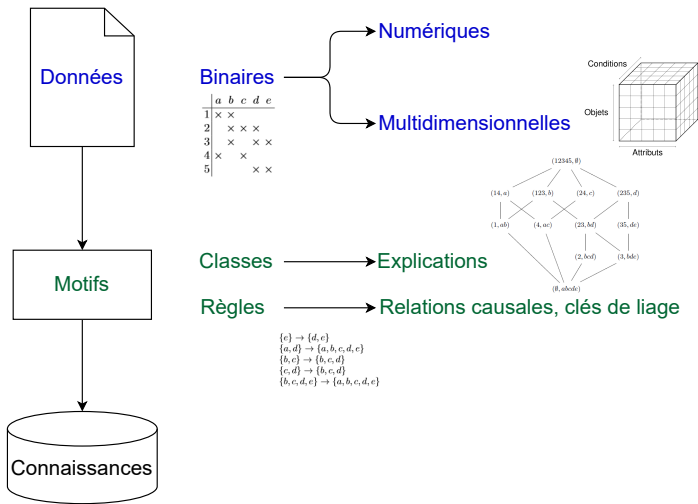 Données
Binaires
Numériques
Multidimensionnelles
a b c d e
1 × ×
2 × × ×
3 × × ×
4 × ×
5 × ×
Conditions
Objets
Attributs
(12345, ∅)
(14, a) (123, b) (24, c) (235, d)
(1, ab) (4, ac) (23, bd) (35, de)
(2, bcd) (3, bde)
(∅, abcde)
Motifs
Classes
Explications
Règles
Relations causales, clés de liage
{e} → {d, e}
{a, d} → {a, b, c, d, e}
{b, c} → {b, c, d}
{c, d} → {b, c, d}
{b, c, d, e} → {a, b, c, d, e}
Connaissances